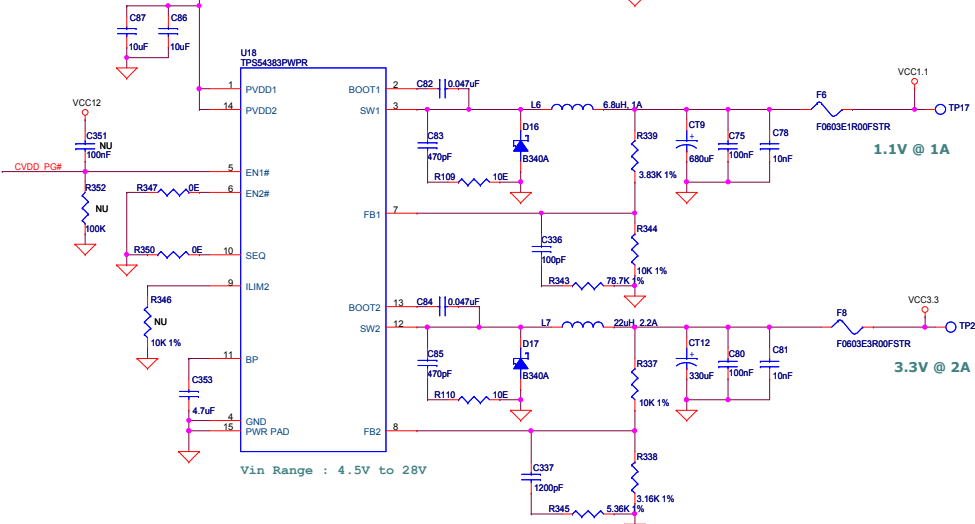 C87
C86
10uF
10uF
U18
TPS54383PWPR
1
PVDD1
14
PVDD2
BOOT1
2
C82
0.047uF
SW1
3
L6
6.8uH, 1A
VCC1.1
F6
TP17
F0603E1R00FSTR
1.1V @ 1A
VCC12
C351
NU
100nF
CVDD_PG#
5
EN1#
R352
NU
100K
R347
0E
6
EN2#
C83
470pF
D16
B340A
R109
10E
R339
3.83K 1%
CT9
+
680uF
C75
100nF
C78
10nF
FB1
7
R350
0E
10
SEQ
C336
100pF
R344
10K 1%
R343
78.7K 1%
9
ILIM2
R346
NU
10K 1%
BOOT2
13
C84
0.047uF
SW2
12
L7
22uH, 2.2A
VCC3.3
F8
TP2
F0603E3R00FSTR
3.3V @ 2A
11
BP
C353
4.7uF
C85
470pF
D17
B340A
R110
10E
R337
10K 1%
CT12
+
330uF
C80
100nF
C81
10nF
4
GND
15
PWR PAD
FB2
8
Vin Range : 4.5V to 28V
C337
1200pF
R338
3.16K 1%
R345
5.36K 1%